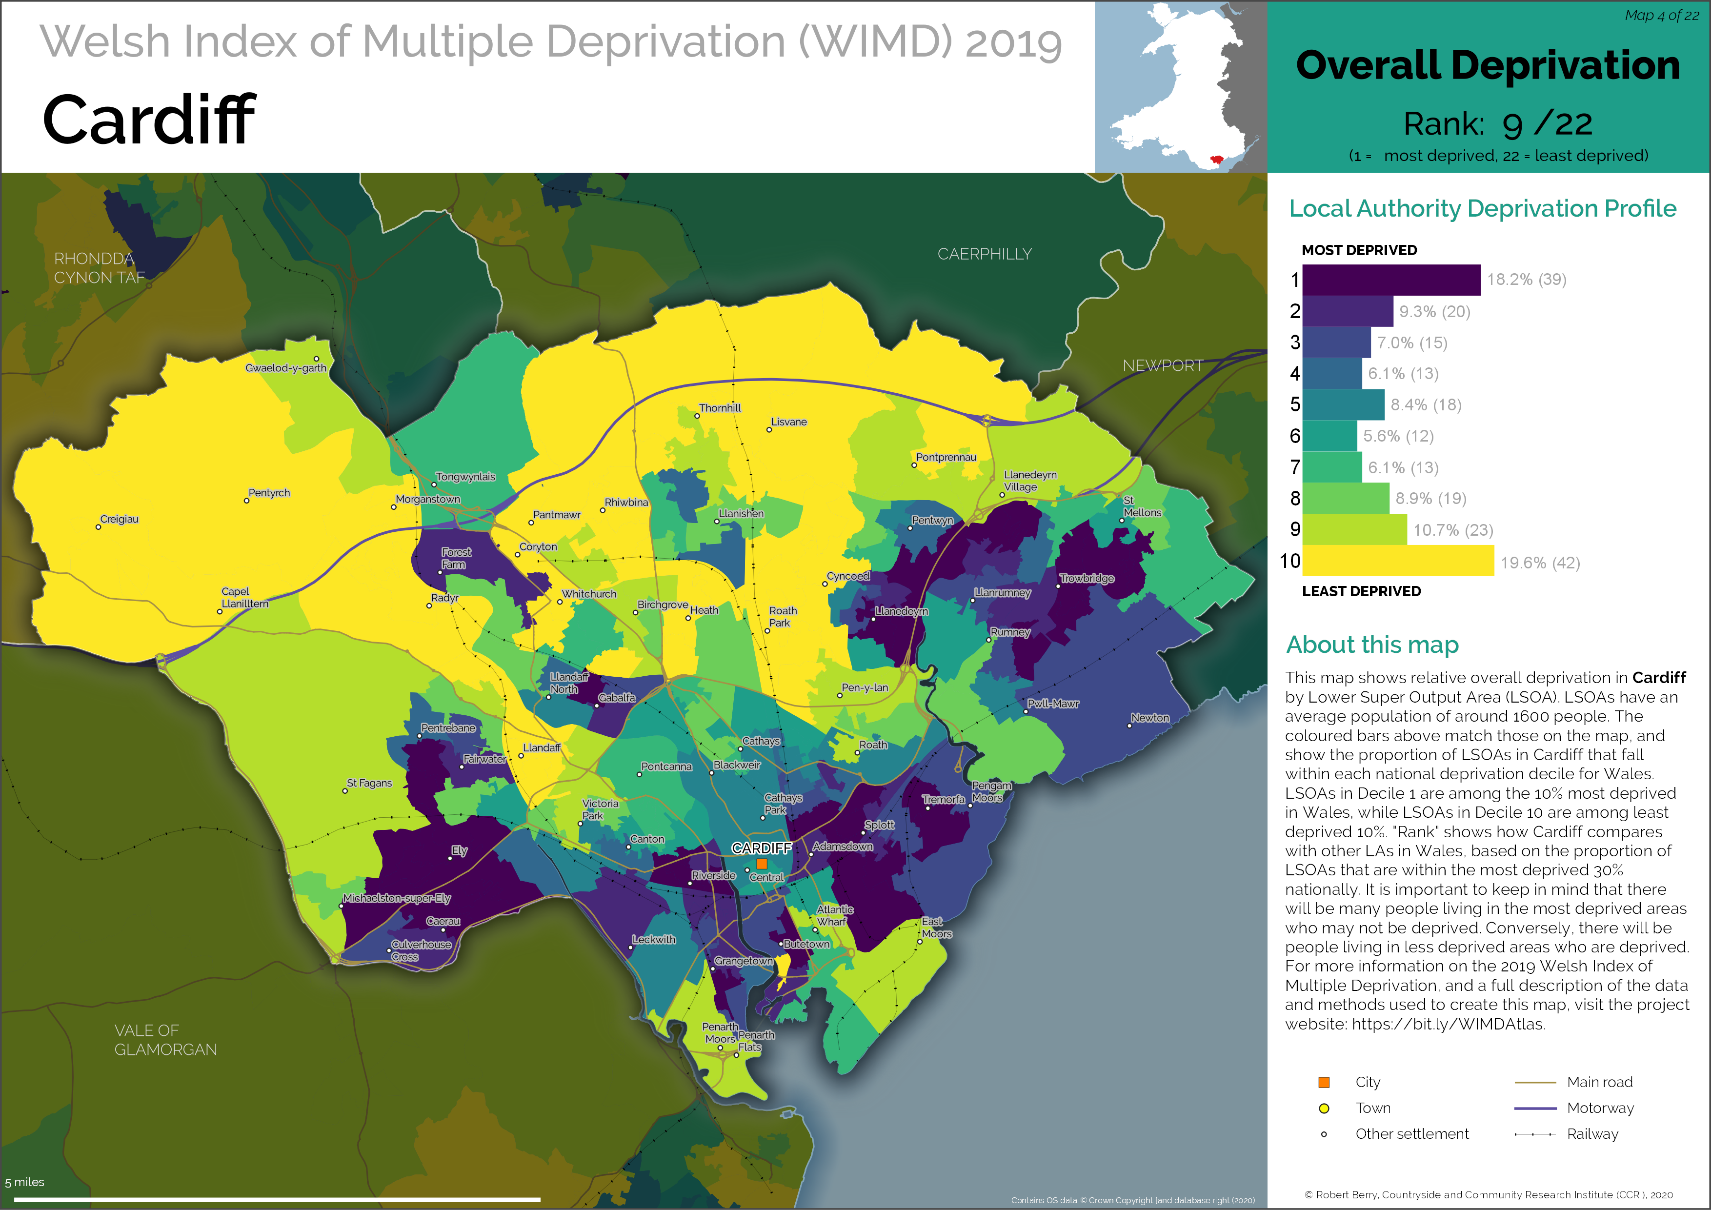 Welsh Index of Multiple Deprivation (WIMD) 2019
Cardiff
Map 4 of 22
Overall Deprivation
Rank: 9 /22
(1 = most deprived, 22 = least deprived)
RHONDDA
CYNON TAF
CAERPHILLY
NEWPORT
VALE OF
GLAMORGAN
Gwaelod-y-garth
Thornhill
Lisvane
Pontprennau
Llanedeyrn
Village
St
Mellons
Tongwynlais
Morganstown
Pentyrch
Creigiau
Rhiwbina
Pantmawr
Llanishen
Pentwyn
Coryton
Forest
Farm
Cyncoed
Trowbridge
Capel
Llanilltern
Radyr
Whitchurch
Birchgrove
Heath
Roath
Park
Llanedeyrn
Llanrumney
Rumney
Llandaff
North
Gabalfa
Pen-y-lan
Pwll-Mawr
Newton
Pentrebane
Fairwater
Llandaff
Cathays
Roath
Pontcanna
Blackweir
St Fagans
Victoria
Park
Cathays
Park
Tremorfa
Pengam
Moors
Splott
Canton
CARDIFF
Adamsdown
Ely
Riverside
Central
Michaelston-super-Ely
Caerau
Culverhouse
Cross
Atlantic
Wharf
East
Moors
Leckwith
Butetown
Grangetown
Penarth
Moors
Penarth
Flats
5 miles
Contains OS data © Crown Copyright [and database right (2020)
Local Authority Deprivation Profile
MOST DEPRIVED
1 18.2% (39)
2 9.3% (20)
3 7.0% (15)
4 6.1% (13)
5 8.4% (18)
6 5.6% (12)
7 6.1% (13)
8 8.9% (19)
9 10.7% (23)
10 19.6% (42)
LEAST DEPRIVED
About this map
This map shows relative overall deprivation in Cardiff
by Lower Super Output Area (LSOA). LSOAs have an
average population of around 1600 people. The
coloured bars above match those on the map, and
show the proportion of LSOAs in Cardiff that fall
within each national deprivation decile for Wales.
LSOAs in Decile 1 are among the 10% most deprived
in Wales, while LSOAs in Decile 10 are among least
deprived 10%. "Rank" shows how Cardiff compares
with other LAs in Wales, based on the proportion of
LSOAs that are within the most deprived 30%
nationally. It is important to keep in mind that there
will be many people living in the most deprived areas
who may not be deprived. Conversely, there will be
people living in less deprived areas who are deprived.
For more information on the 2019 Welsh Index of
Multiple Deprivation, and a full description of the data
and methods used to create this map, visit the project
website: https://bit.ly/WIMDAtlas.
City
Town
Other settlement
Main road
Motorway
Railway
© Robert Berry, Countryside and Community Research Institute (CCRI), 2020